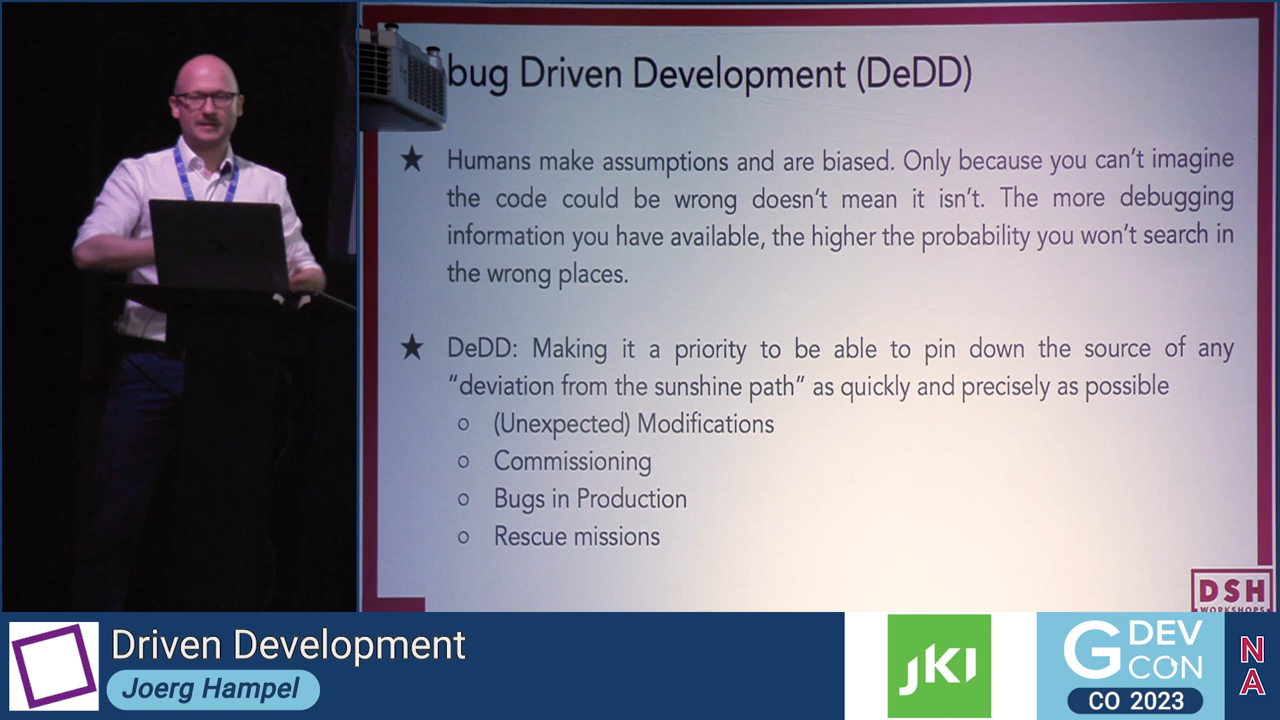 bug Driven Development (DeDD)
★ Humans make assumptions and are biased. Only because you can't imagine
the code could be wrong doesn't mean it isn't. The more debugging
information you have available, the higher the probability you won't search in
the wrong places.
★ DeDD: Making it a priority to be able to pin down the source of any
“deviation from the sunshine path” as quickly and precisely as possible
○ (Unexpected) Modifications
○ Commissioning
○ Bugs in Production
○ Rescue missions
DSH
WORKSHOPS
Driven Development
Joerg Hampel
JKI
G DEV
CON
CO 2023
NA